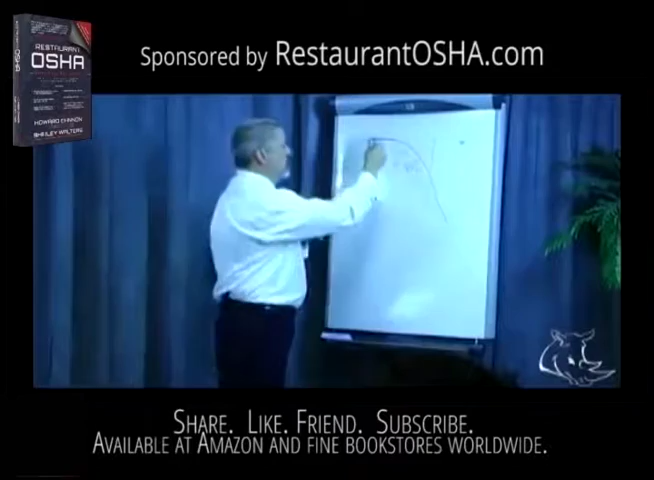 Sponsored by RestaurantOSHA.com
RESTAURANT
OSHA
HOWARD CANNON
SHIRLEY WALTERS
SHARE. LIKE. FRIEND. SUBSCRIBE.
AVAILABLE AT AMAZON AND FINE BOOKSTORES WORLDWIDE.